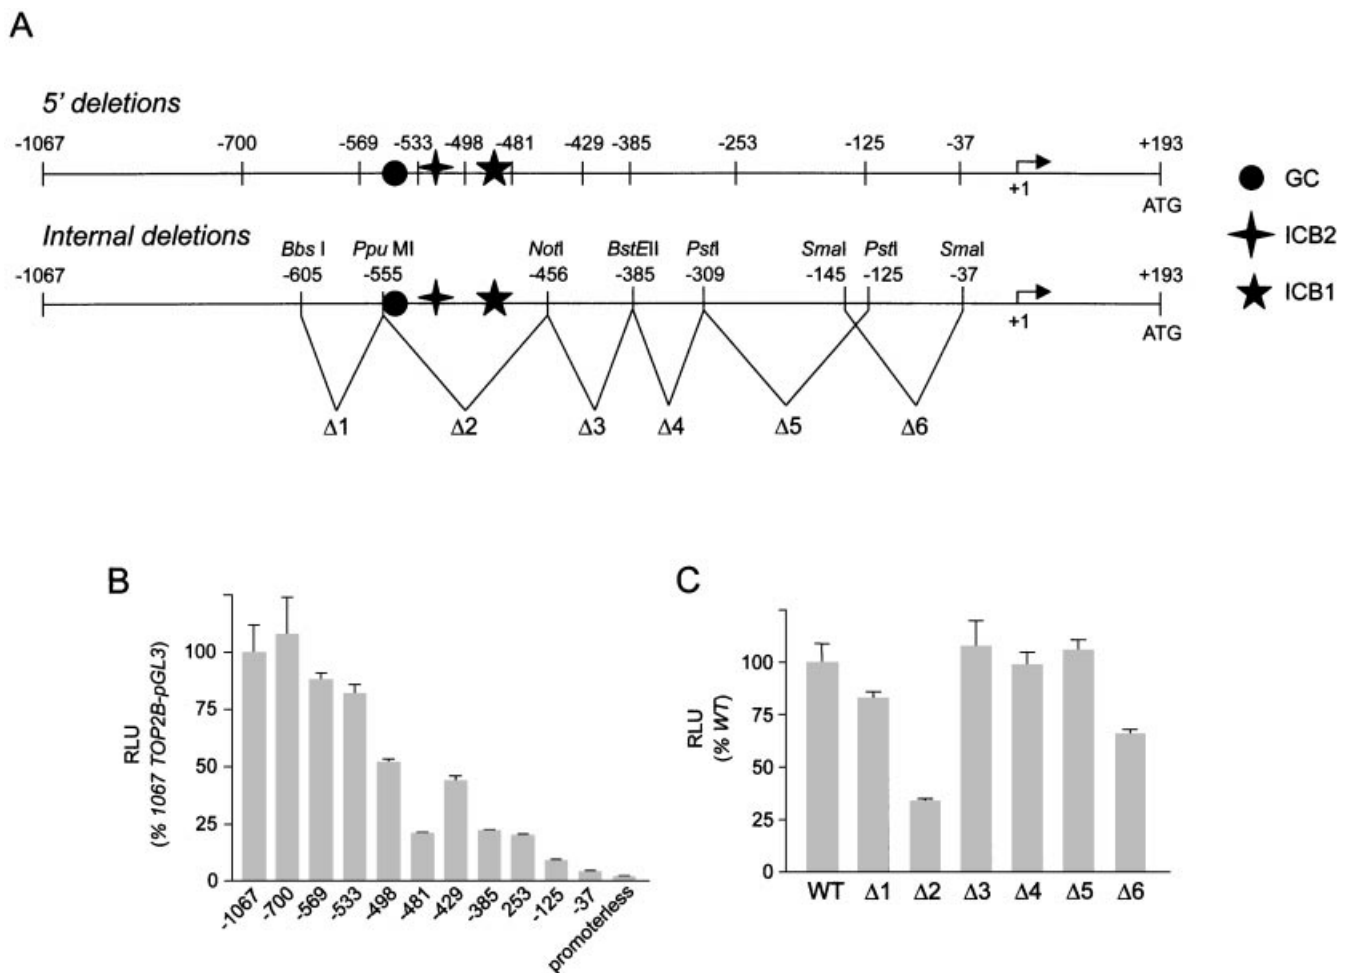 A
5' deletions
-1067 -700 -569 -533 -498 -481 -429 -385 -253 -125 -37 +193
+1 ATG
GC
ICB2
ICB1
Internal deletions
Bbs I Ppu MI NotI BstEII PstI SmaI PstI SmaI
-1067 -605 -555 -456 -385 -309 -145 -125 -37 +193
+1 ATG
Δ1 Δ2 Δ3 Δ4 Δ5 Δ6
B
RLU
(% 1067 TOP2B-pGL3)
100
75
50
25
0
-1067 -700 -569 -533 -498 -481 -429 -385 253 -125 -37 promoterless
C
RLU
(% WT)
100
75
50
25
0
WT Δ1 Δ2 Δ3 Δ4 Δ5 Δ6